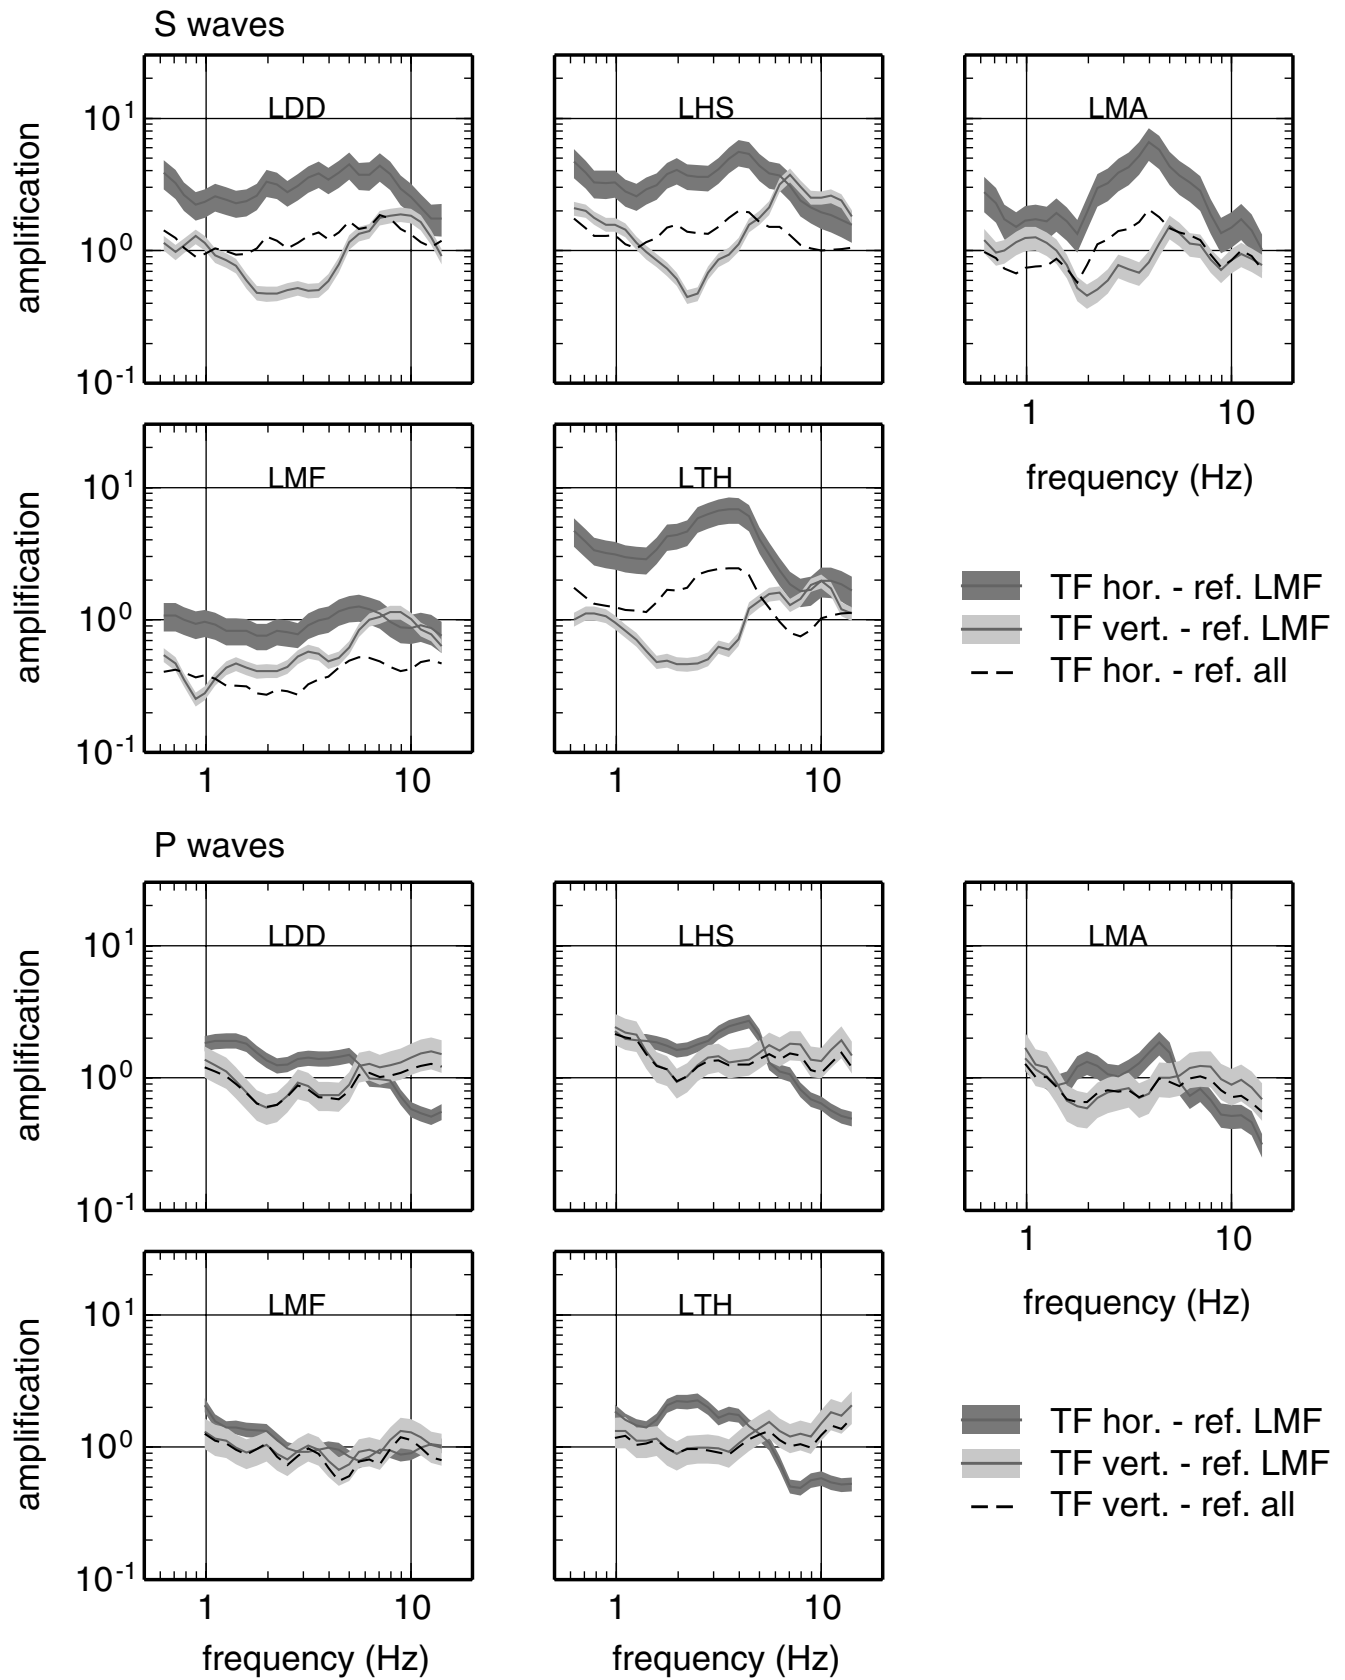 S waves
LDD
LHS
LMA
amplification
10^1
10^0
10^-1
1 10
frequency (Hz)
LMF
LTH
amplification
10^1
10^0
10^-1
1 10
1 10
TF hor. - ref. LMF
TF vert. - ref. LMF
TF hor. - ref. all
P waves
LDD
LHS
LMA
amplification
10^1
10^0
10^-1
1 10
frequency (Hz)
LMF
LTH
amplification
10^1
10^0
10^-1
1 10
1 10
frequency (Hz)
frequency (Hz)
TF hor. - ref. LMF
TF vert. - ref. LMF
TF vert. - ref. all